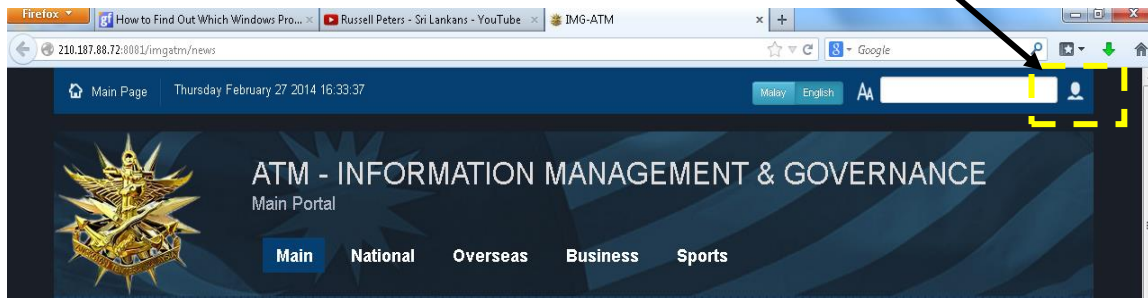 Firefox
How to Find Out Which Windows Pro...
Russell Peters - Sri Lankans - YouTube
IMG-ATM
210.187.88.72:8081/imgatm/news
Google
Main Page
Thursday February 27 2014 16:33:37
Malay
English
AA
ATM - INFORMATION MANAGEMENT & GOVERNANCE
Main Portal
Main
National
Overseas
Business
Sports